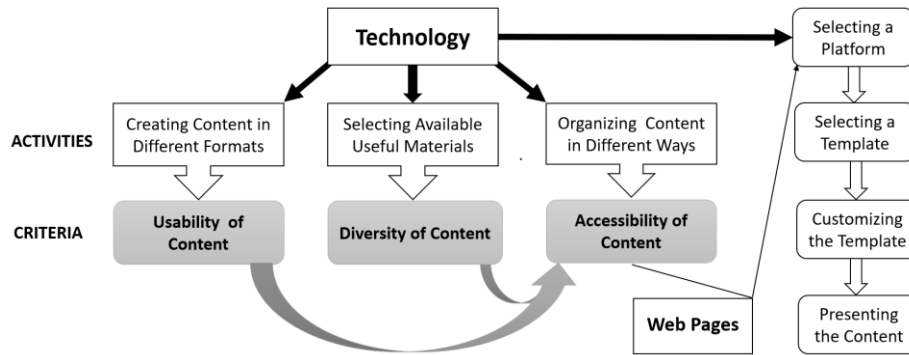 Technology
Selecting a
Platform
ACTIVITIES
Creating Content in
Different Formats
Selecting Available
Useful Materials
Organizing Content
in Different Ways
Selecting a
Template
CRITERIA
Usability of
Content
Diversity of Content
Accessibility of
Content
Customizing
the Template
Web Pages
Presenting
the Content